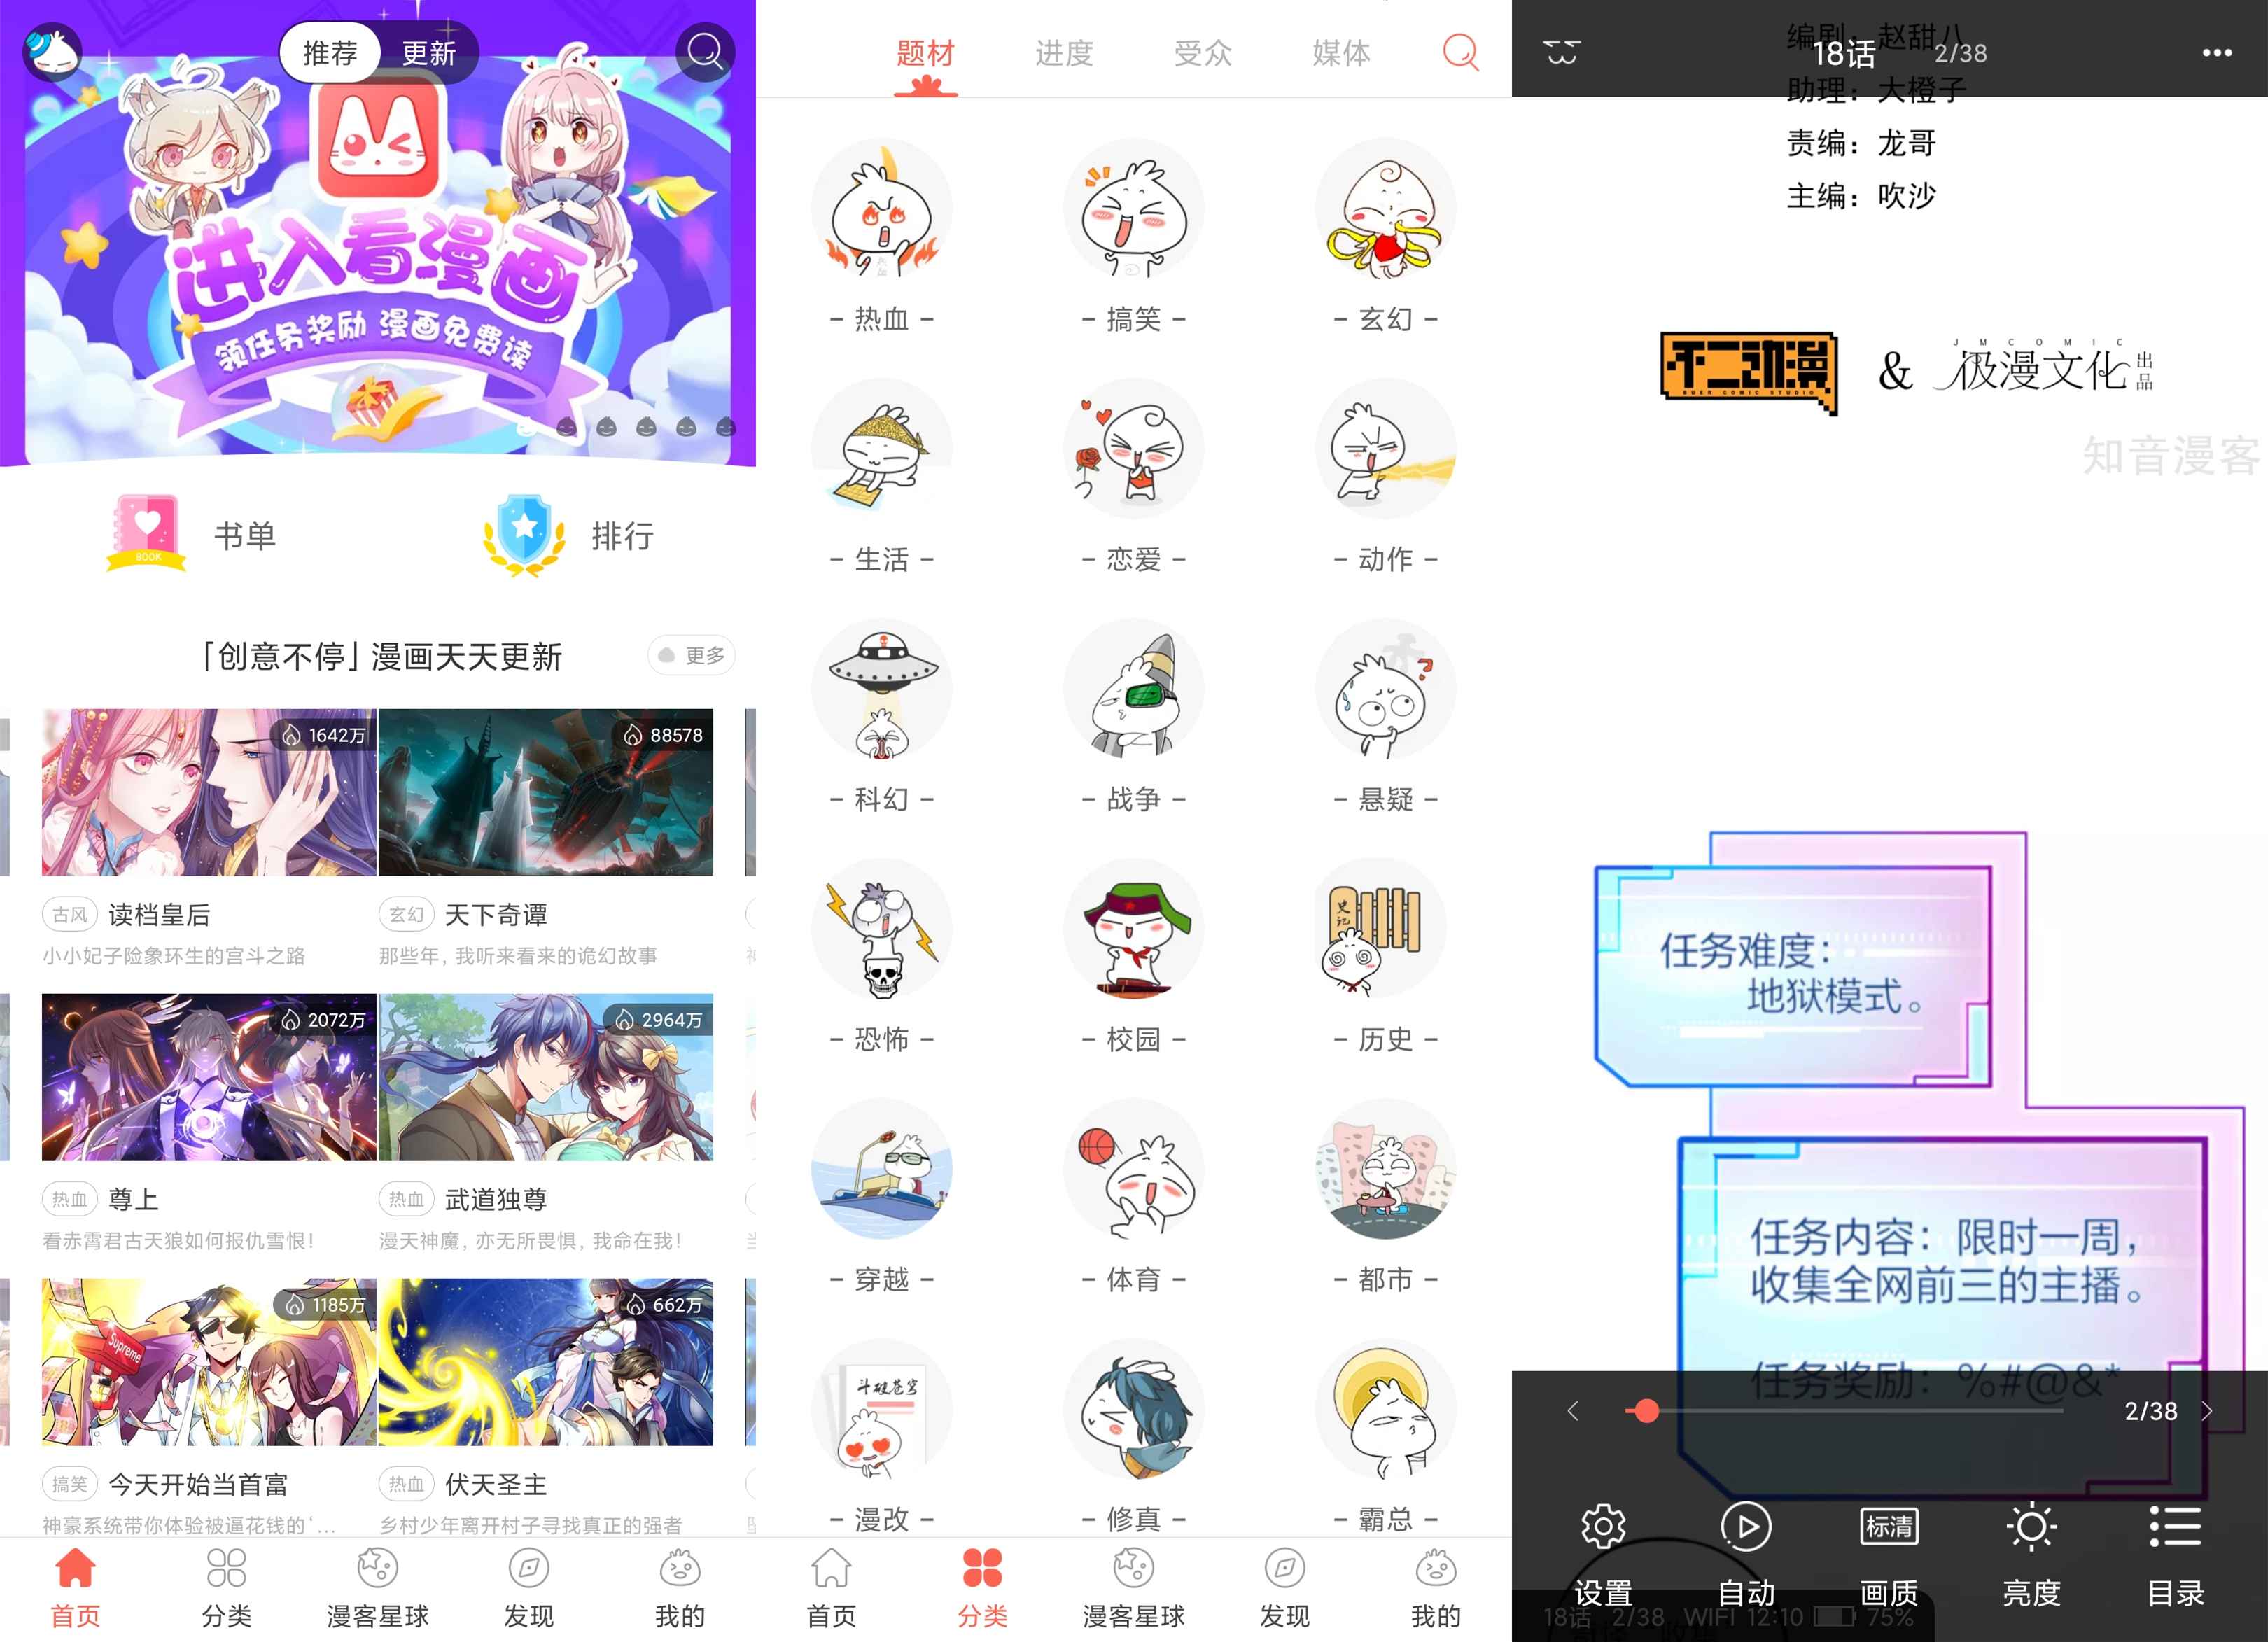 推荐
更新
进入看漫画
领任务奖励 漫画免费读
BOOK
书单
排行
「创意不停」漫画天天更新
更多
1642万
88578
古风 读档皇后
玄幻 天下奇谭
小小妃子险象环生的宫斗之路
那些年，我听来看来的诡幻故事
2072万
2964万
热血 尊上
热血 武道独尊
看赤霄君古天狼如何报仇雪恨！
漫天神魔，亦无所畏惧，我命在我！
Supreme
1185万
662万
搞笑 今天开始当首富
热血 伏天圣主
神豪系统带你体验被逼花钱的‘...
乡村少年离开村子寻找真正的强者
首页
分类
漫客星球
发现
我的
题材
进度
受众
媒体
- 热血 -
- 搞笑 -
- 玄幻 -
- 生活 -
- 恋爱 -
- 动作 -
- 科幻 -
- 战争 -
- 悬疑 -
史记
- 恐怖 -
- 校园 -
- 历史 -
- 穿越 -
- 体育 -
- 都市 -
斗破苍穹
- 漫改 -
- 修真 -
- 霸总 -
首页
分类
漫客星球
发现
我的
编剧：赵甜八
18话 2/38
助理：大橙子
责编：龙哥
主编：吹沙
不二动漫
BUER COMIC STUDIO
&
JMCOMIC
极漫文化出品
知音漫客
任务难度：
地狱模式。
任务内容：限时一周，
收集全网前三的主播。
任务奖励：%#@&*
2/38
设置
自动
标清
画质
亮度
目录
18话 2/38 WIFI 12:10 75%